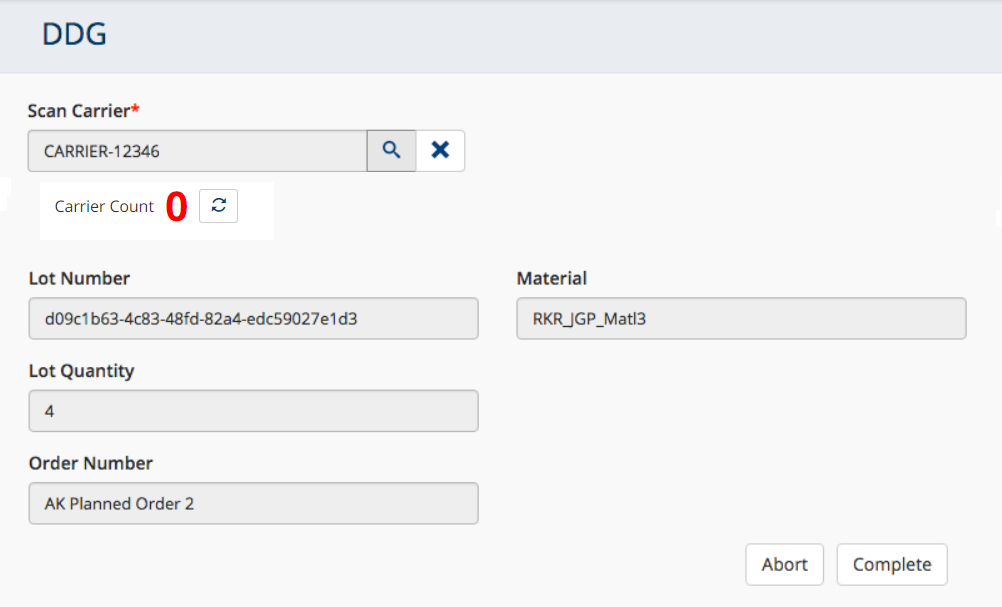 DDG
Scan Carrier*
CARRIER-12346
Carrier Count 0
Lot Number
d09c1b63-4c83-48fd-82a4-edc59027e1d3
Material
RKR_JGP_Matl3
Lot Quantity
4
Order Number
AK Planned Order 2
Abort
Complete